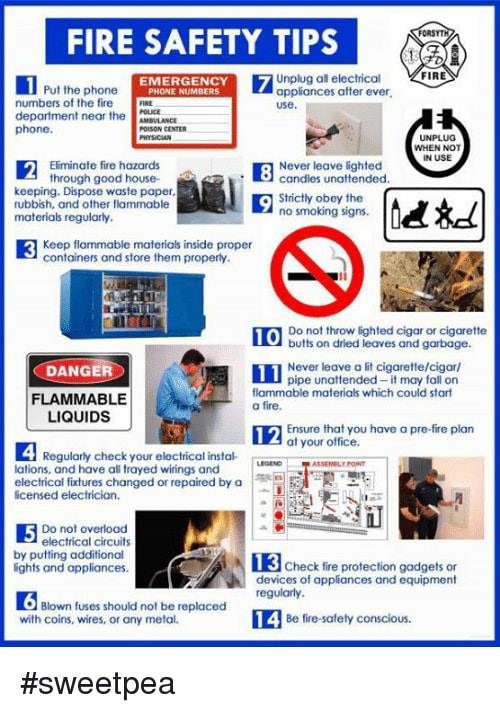 FIRE SAFETY TIPS
FORSYTH
FIRE
1 Put the phone
numbers of the fire
department near the
phone.
EMERGENCY
PHONE NUMBERS
FIRE
POLICE
AMBULANCE
POISON CENTER
PHYSICIAN
2 Eliminate fire hazards
through good house-
keeping. Dispose waste paper,
rubbish, and other flammable
materials regularly.
3 Keep flammable materials inside proper
containers and store them properly.
DANGER
FLAMMABLE
LIQUIDS
4 Regularly check your electrical instal-
lations, and have all frayed wirings and
electrical fixtures changed or repaired by a
licensed electrician.
5 Do not overload
electrical circuits
by putting additional
lights and appliances.
6 Blown fuses should not be replaced
with coins, wires, or any metal.
7 Unplug all electrical
appliances after ever,
use.
UNPLUG
WHEN NOT
IN USE
8 Never leave lighted
candles unattended.
9 Strictly obey the
no smoking signs.
10 Do not throw lighted cigar or cigarette
butts on dried leaves and garbage.
11 Never leave a lit cigarette/cigar/
pipe unattended – it may fall on
flammable materials which could start
a fire.
12 Ensure that you have a pre-fire plan
at your office.
LEGEND
ASSEMBLY POINT
13 Check fire protection gadgets or
devices of appliances and equipment
regularly.
14 Be fire-safety conscious.
#sweetpea